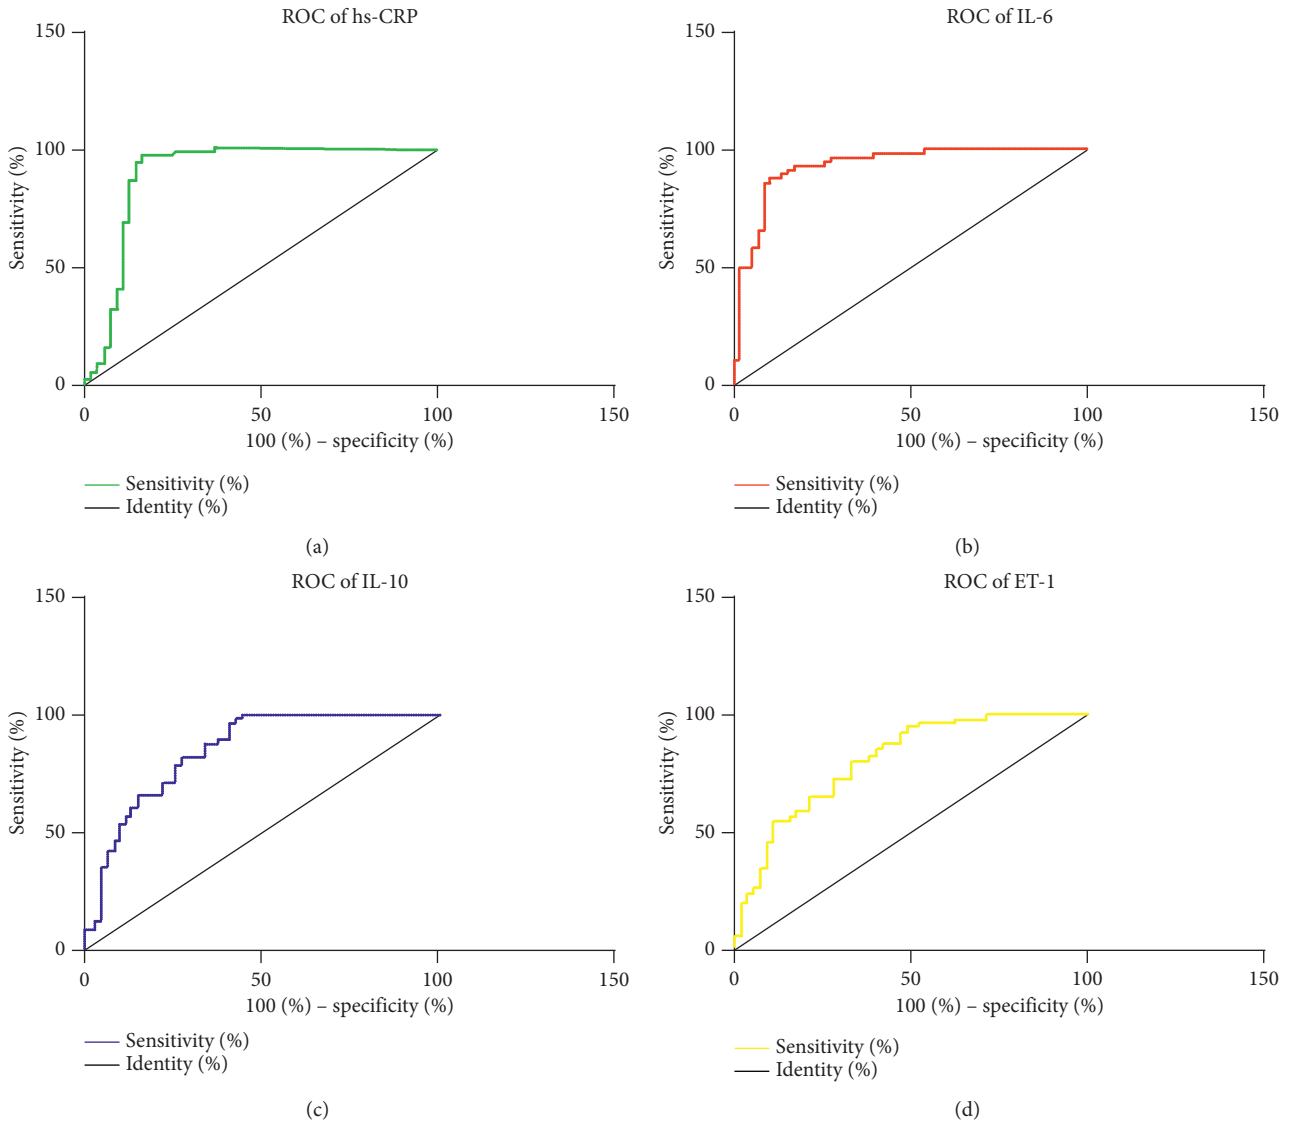 ROC of hs-CRP
150
100
50
0
Sensitivity (%)
0 50 100 150
100 (%) – specificity (%)
Sensitivity (%)
Identity (%)
(a)
ROC of IL-6
150
100
50
0
Sensitivity (%)
0 50 100 150
100 (%) – specificity (%)
Sensitivity (%)
Identity (%)
(b)
ROC of IL-10
150
100
50
0
Sensitivity (%)
0 50 100 150
100 (%) – specificity (%)
Sensitivity (%)
Identity (%)
(c)
ROC of ET-1
150
100
50
0
Sensitivity (%)
0 50 100 150
100 (%) – specificity (%)
Sensitivity (%)
Identity (%)
(d)